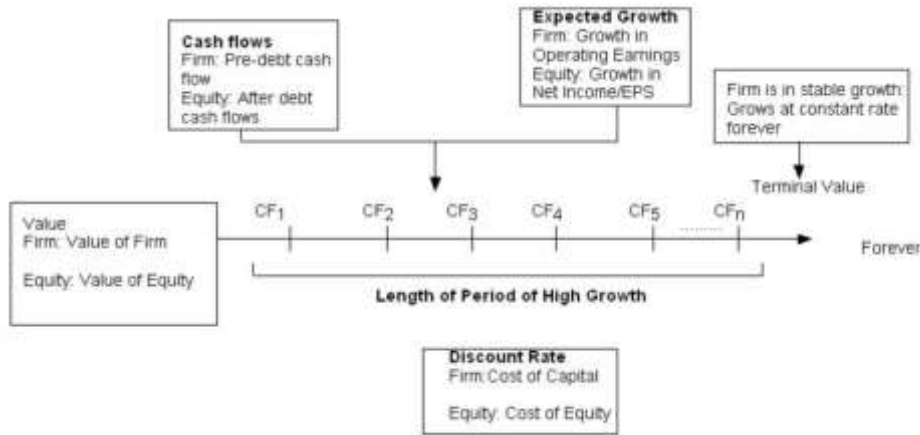 Cash flows
Firm: Pre-debt cash
flow
Equity: After debt
cash flows
Expected Growth
Firm: Growth in
Operating Earnings
Equity: Growth in
Net Income/EPS
Firm is in stable growth:
Grows at constant rate
forever
Terminal Value
CF1
CF2
CF3
CF4
CF5
CFn
.........
Forever
Value
Firm: Value of Firm
Equity: Value of Equity
Length of Period of High Growth
Discount Rate
Firm:Cost of Capital
Equity: Cost of Equity